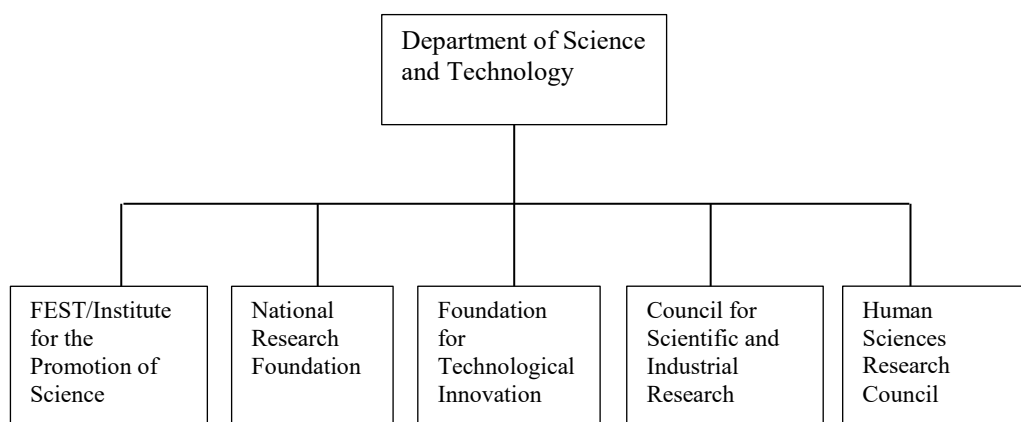 Department of Science
and Technology
FEST/Institute
for the
Promotion of
Science
National
Research
Foundation
Foundation
for
Technological
Innovation
Council for
Scientific and
Industrial
Research
Human
Sciences
Research
Council